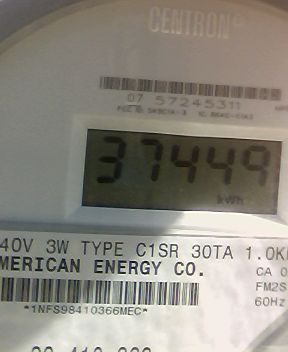 CENTRON®
07 57245311
37449
kWh
40V 3W TYPE C1SR 30TA 1.0K
MERICAN ENERGY CO. CA 0
FM2S
60Hz
*1NFS98410366MEC*